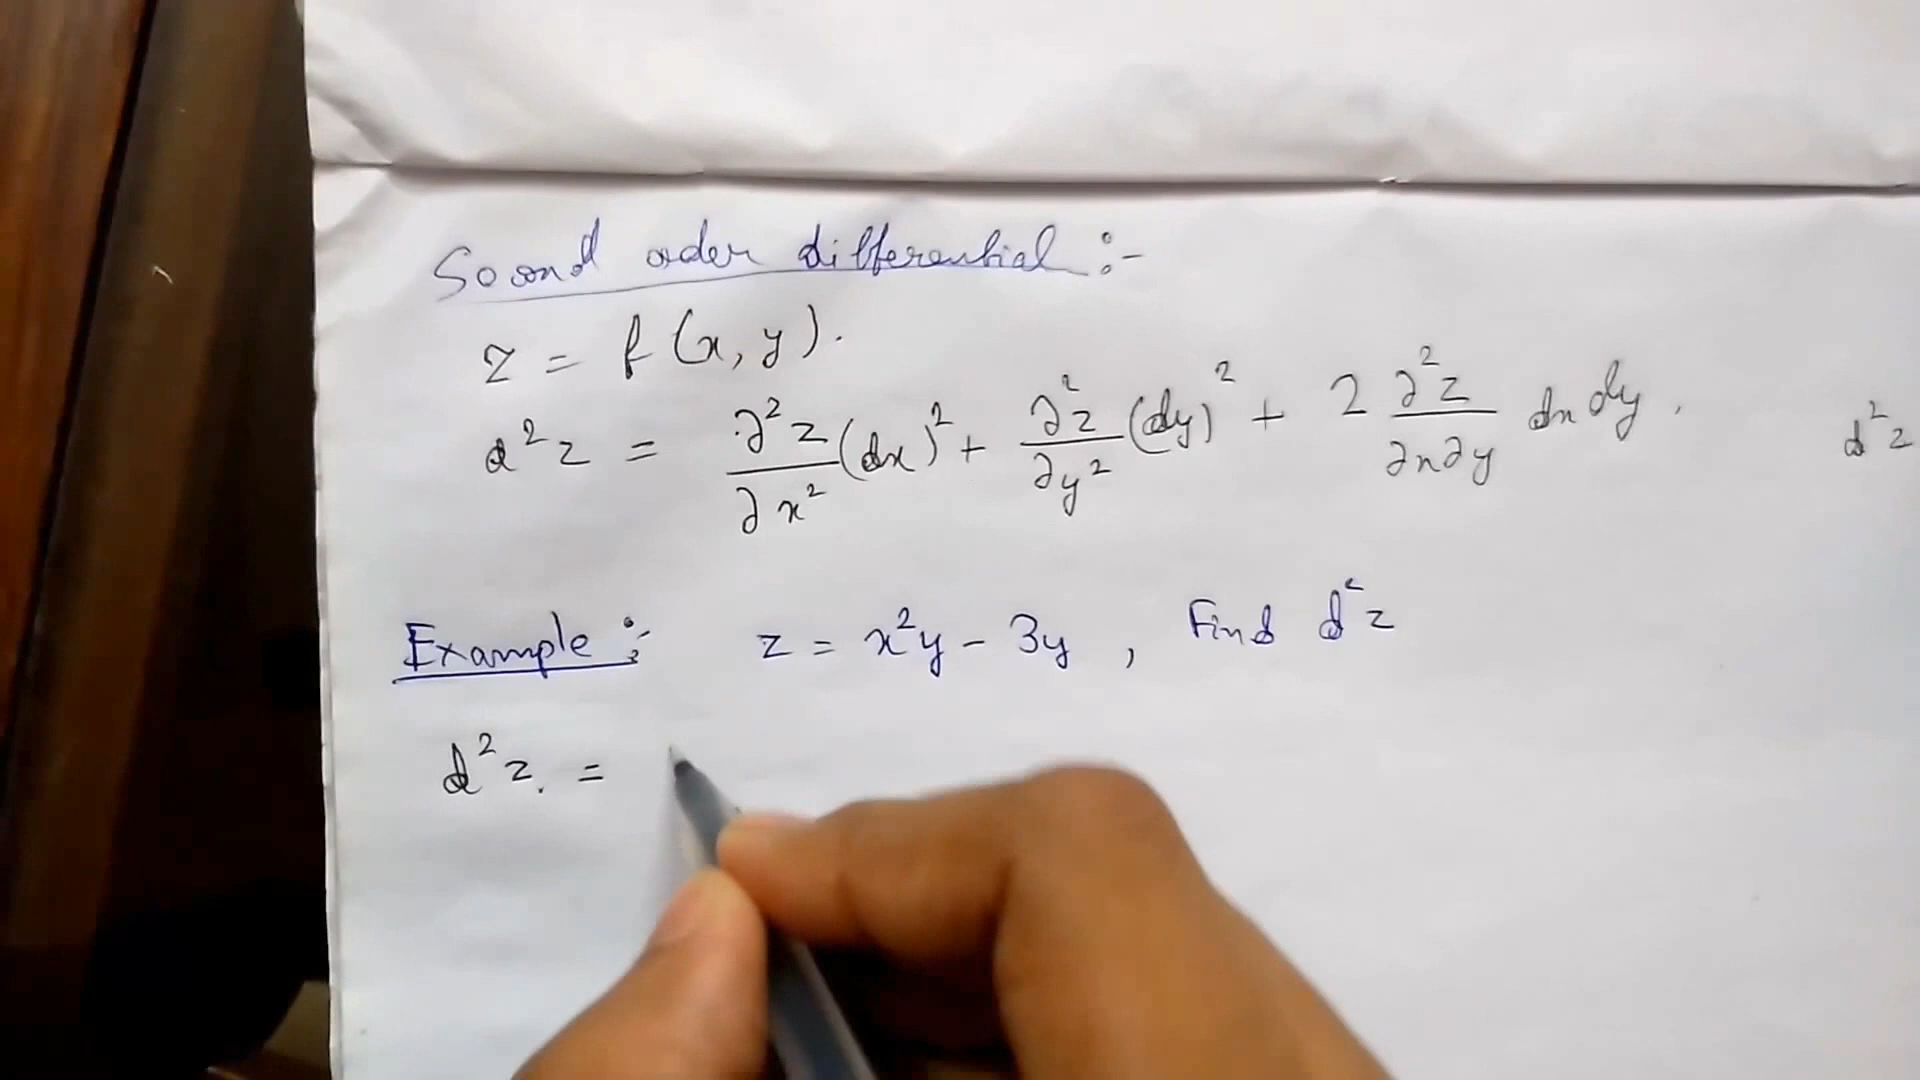 Second order differential :-
z = f(x, y).
d²z = ∂²z/∂x² (dx)² + ∂²z/∂y² (dy)² + 2 ∂²z/∂x∂y dx dy .
d²z
Example :- z = x²y - 3y , Find d²z
d²z. =